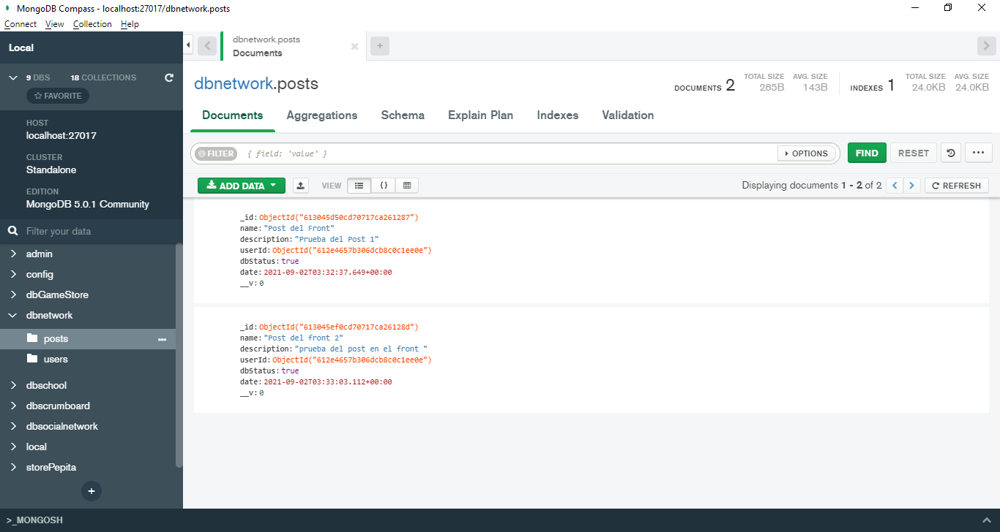 MongoDB Compass - localhost:27017/dbnetwork.posts
Connect View Collection Help
Local
9 DBS 18 COLLECTIONS
FAVORITE
HOST
localhost:27017
CLUSTER
Standalone
EDITION
MongoDB 5.0.1 Community
Filter your data
admin
config
dbGameStore
dbnetwork
posts
users
dbschool
dbscrumboard
dbsocialnetwork
local
storePepita
+
dbnetwork.posts
Documents
+
dbnetwork.posts
DOCUMENTS 2 TOTAL SIZE 285B AVG. SIZE 143B INDEXES 1 TOTAL SIZE 24.0KB AVG. SIZE 24.0KB
Documents Aggregations Schema Explain Plan Indexes Validation
FILTER { field: 'value' } OPTIONS FIND RESET
ADD DATA VIEW {} Displaying documents 1 - 2 of 2 REFRESH
_id: ObjectId("613045d50cd70717ca261287")
name: "Post del Front"
description: "Prueba del Post 1"
userId: ObjectId("612e4657b306dcb8c0c1ee0e")
dbStatus: true
date: 2021-09-02T03:32:37.649+00:00
__v: 0
_id: ObjectId("613045ef0cd70717ca26128d")
name: "Post del front 2"
description: "prueba del post en el front "
userId: ObjectId("612e4657b306dcb8c0c1ee0e")
dbStatus: true
date: 2021-09-02T03:33:03.112+00:00
__v: 0
>_MONGOSH